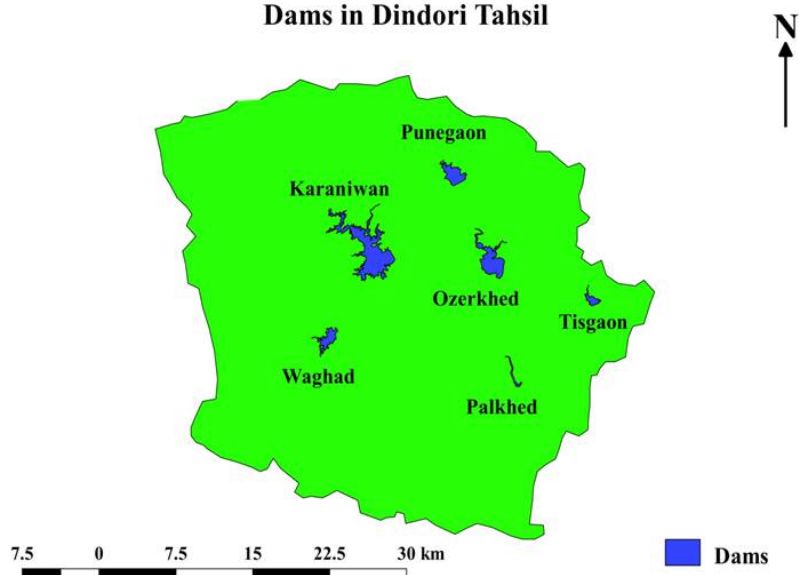 Dams in Dindori Tahsil
N
Punegaon
Karaniwan
Ozerkhed
Tisgaon
Waghad
Palkhed
7.5 0 7.5 15 22.5 30 km
Dams